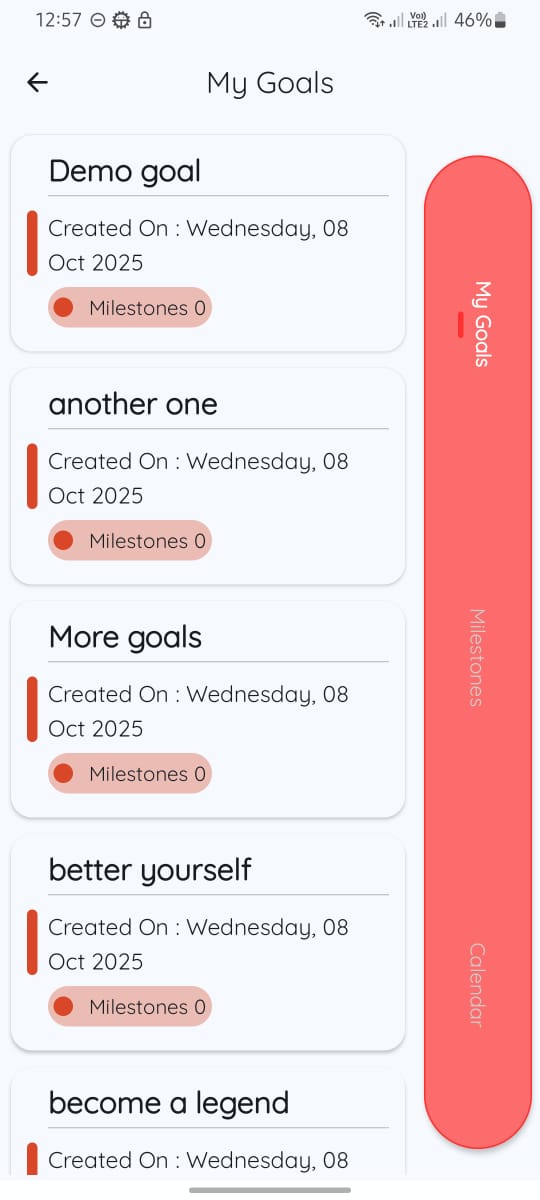 12:57 Vo) LTE2 46%
My Goals
Demo goal
Created On : Wednesday, 08
Oct 2025
Milestones 0
another one
Created On : Wednesday, 08
Oct 2025
Milestones 0
More goals
Created On : Wednesday, 08
Oct 2025
Milestones 0
better yourself
Created On : Wednesday, 08
Oct 2025
Milestones 0
become a legend
Created On : Wednesday, 08
My Goals
Milestones
Calendar